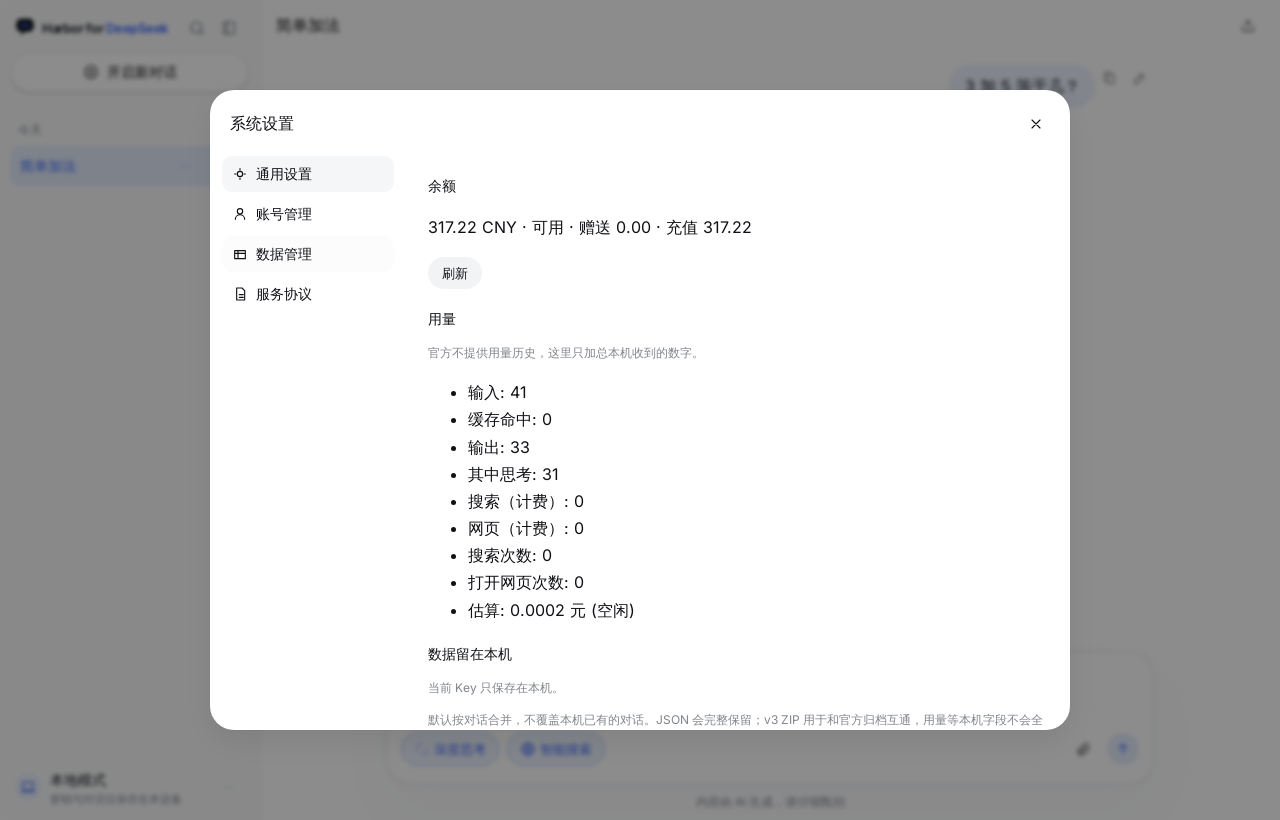 Harbor for DeepSeek
开启新对话
今天
简单加法
简单加法
3 加 5 等于几？
系统设置
通用设置
账号管理
数据管理
服务协议
余额
317.22 CNY · 可用 · 赠送 0.00 · 充值 317.22
刷新
用量
官方不提供用量历史，这里只加总本机收到的数字。
输入: 41
缓存命中: 0
输出: 33
其中思考: 31
搜索（计费）: 0
网页（计费）: 0
搜索次数: 0
打开网页次数: 0
估算: 0.0002 元 (空闲)
数据留在本机
当前 Key 只保存在本机。
默认按对话合并，不覆盖本机已有的对话。JSON 会完整保留；v3 ZIP 用于和官方归档互通，用量等本机字段不会全
深度思考
智能搜索
本地模式
内容由 AI 生成，请仔细甄别